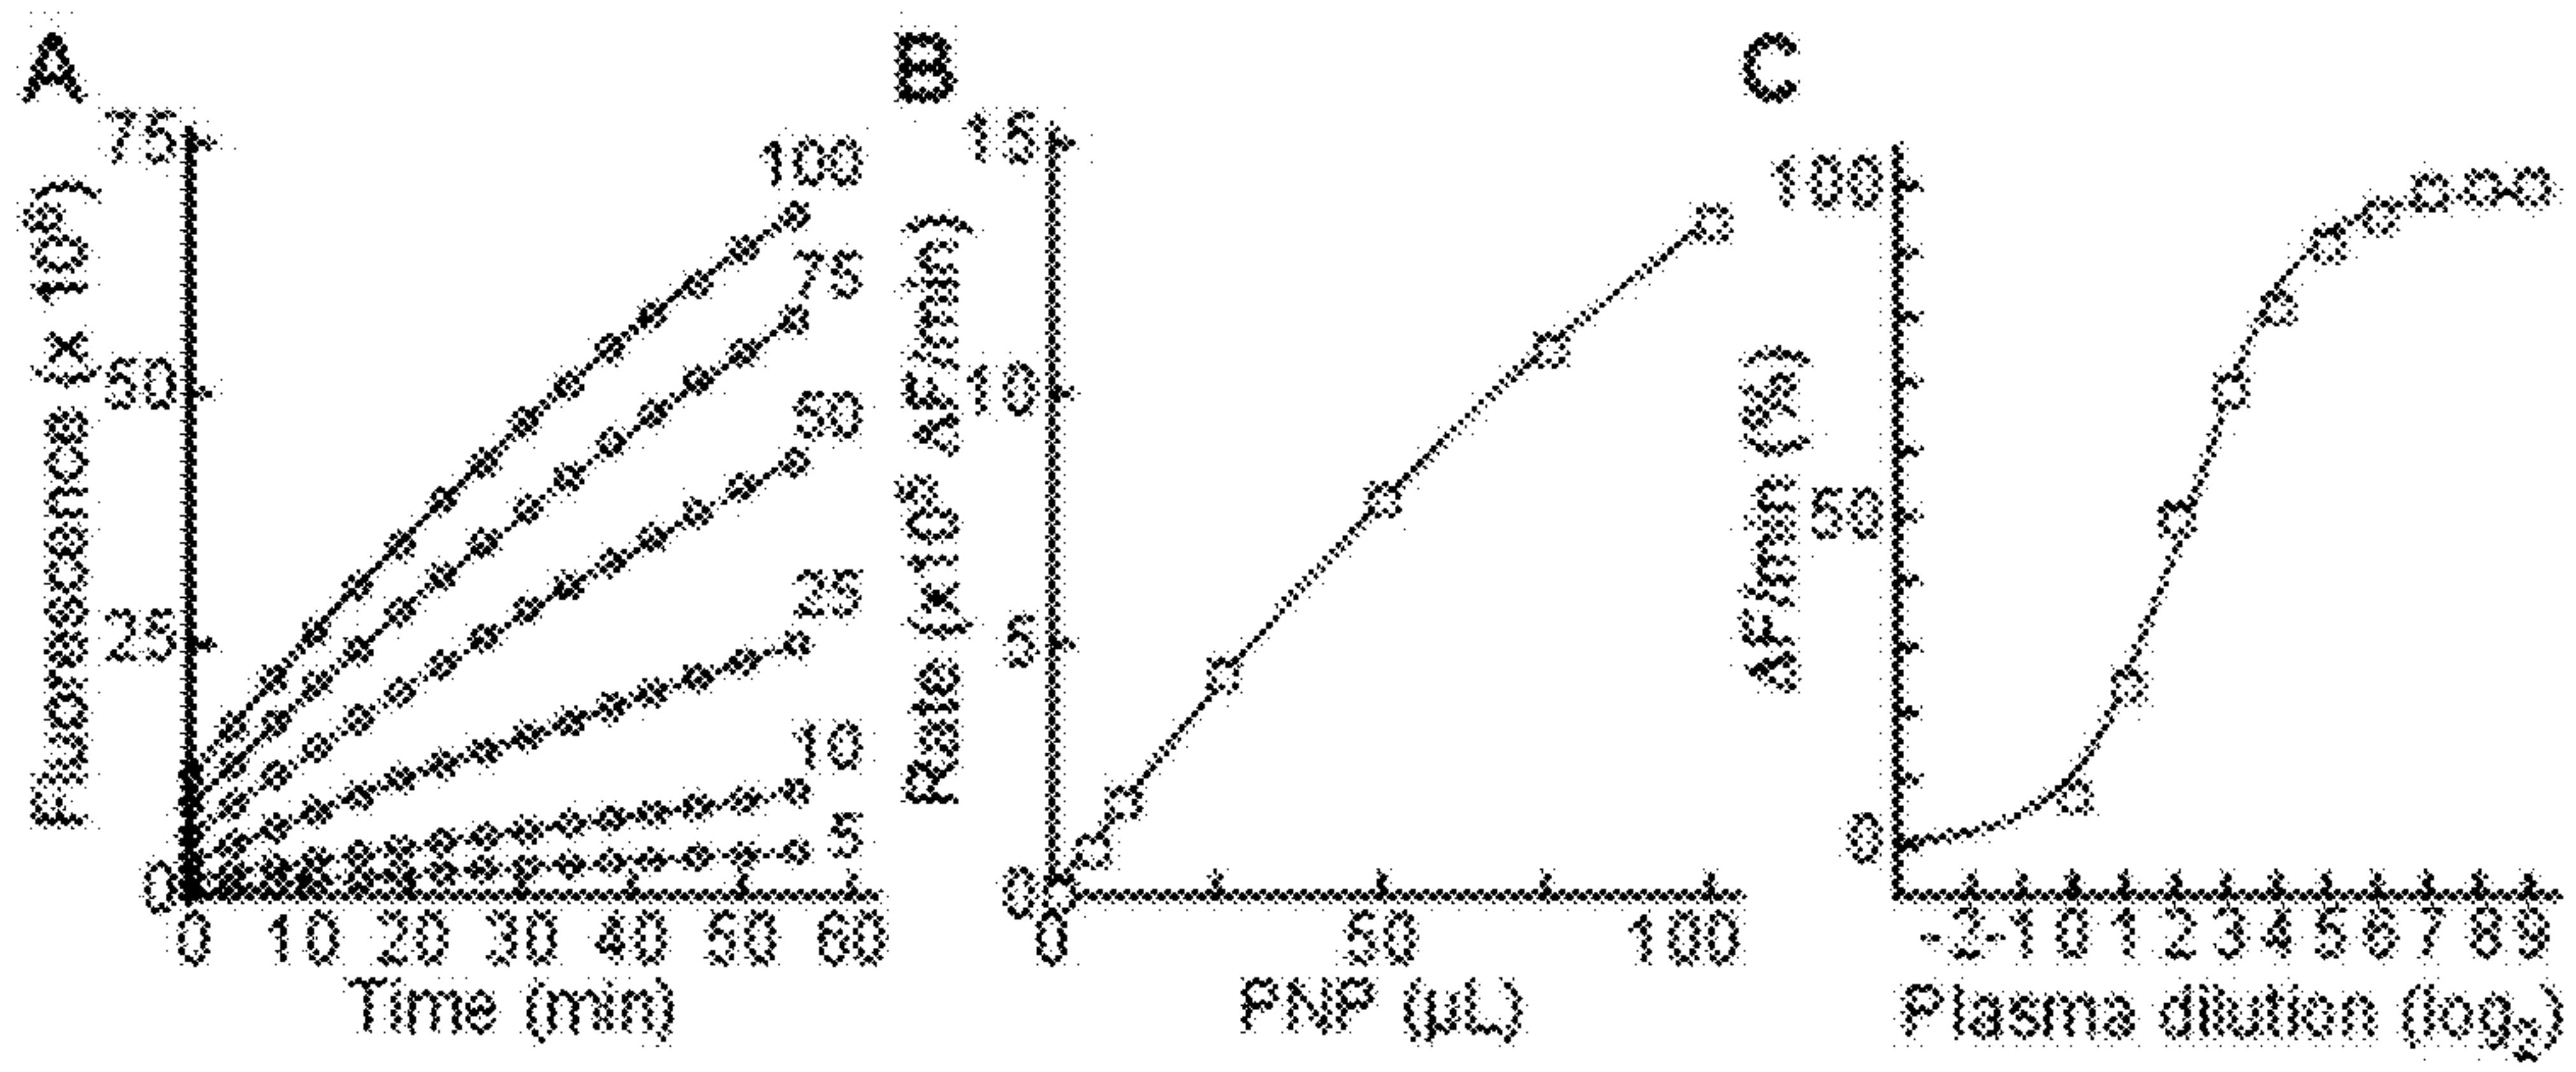 A
75
50
25
0
Fluorescence (x 10⁶)
100
75
50
25
10
5
0 10 20 30 40 50 60
Time (min)
B
15
10
5
0
Rate (x10⁶ ΔF/min)
0 50 100
PNP (µL)
C
100
50
0
ΔF/min (%)
-2 -1 0 1 2 3 4 5 6 7 8 9
Plasma dilution (log₂)